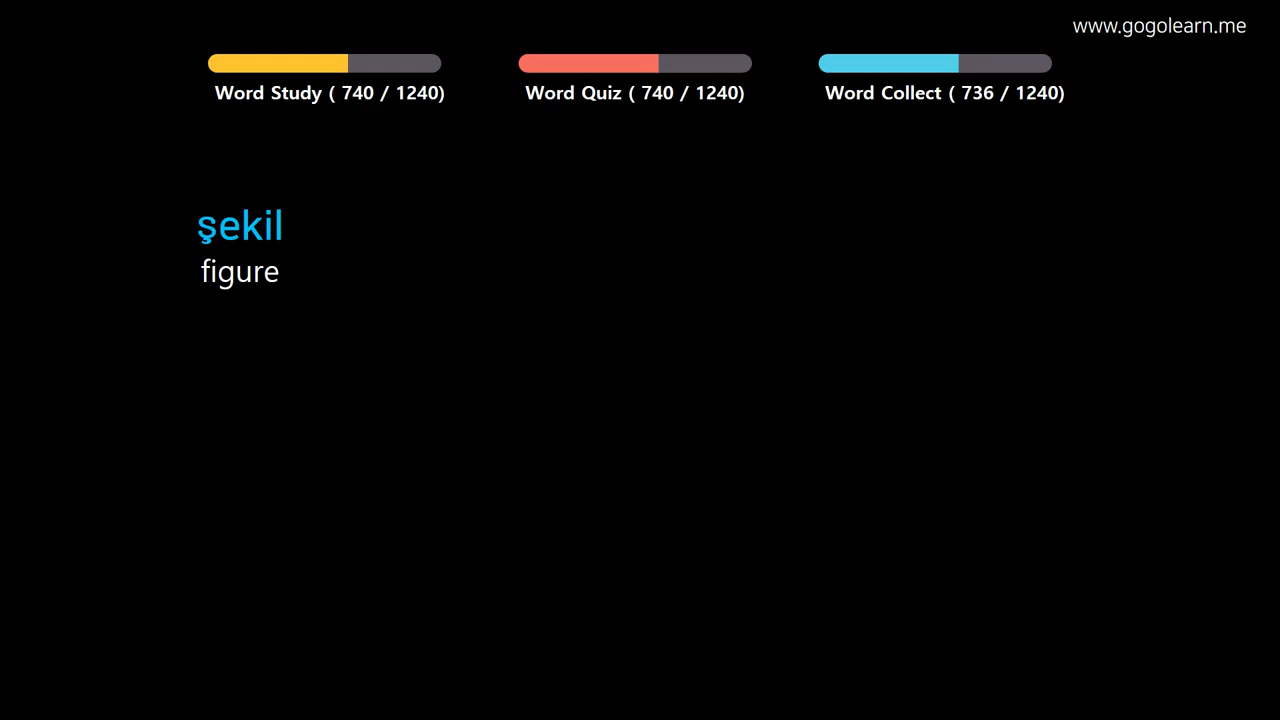 www.gogolearn.me
Word Study ( 740 / 1240)
Word Quiz ( 740 / 1240)
Word Collect ( 736 / 1240)
şekil
figure